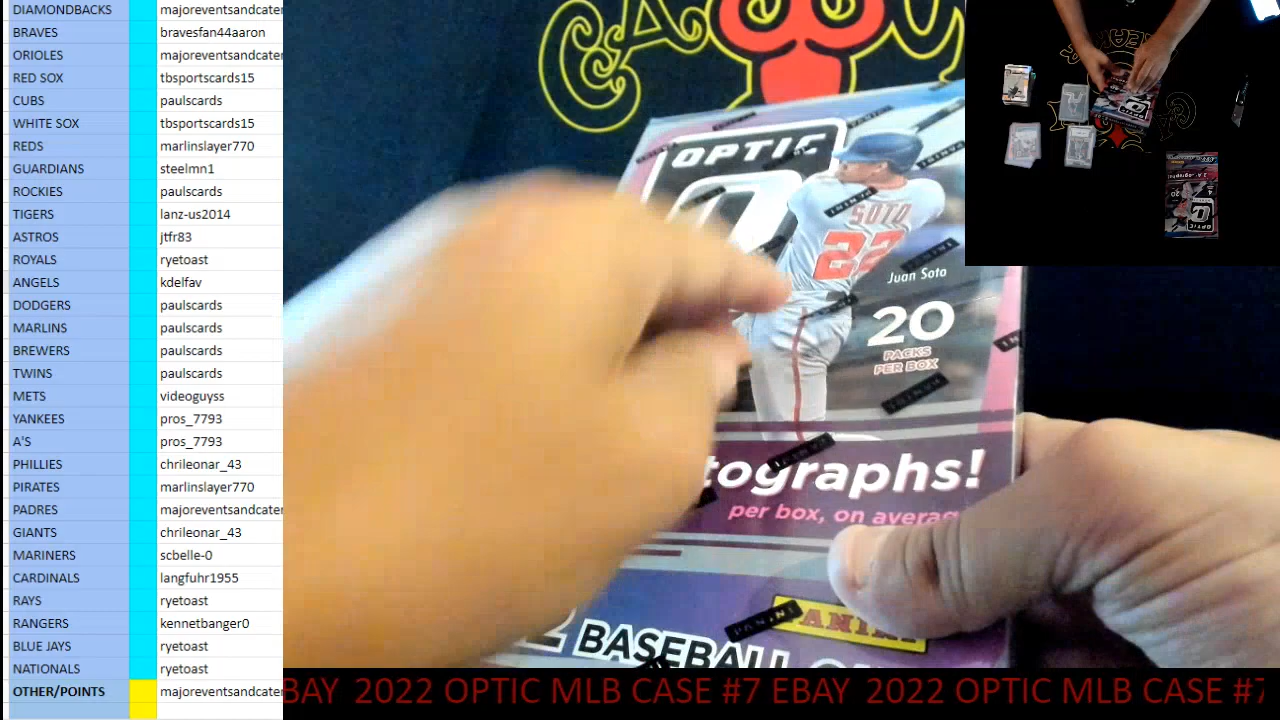 DIAMONDBACKS majoreventsandcater
BRAVES bravesfan44aaron
ORIOLES majoreventsandcater
RED SOX tbsportscards15
CUBS paulscards
WHITE SOX tbsportscards15
REDS marlinslayer770
GUARDIANS steelmn1
ROCKIES paulscards
TIGERS lanz-us2014
ASTROS jtfr83
ROYALS ryetoast
ANGELS kdelfav
DODGERS paulscards
MARLINS paulscards
BREWERS paulscards
TWINS paulscards
METS videoguyss
YANKEES pros_7793
A'S pros_7793
PHILLIES chrileonar_43
PIRATES marlinslayer770
PADRES majoreventsandcater
GIANTS chrileonar_43
MARINERS scbelle-0
CARDINALS langfuhr1955
RAYS ryetoast
RANGERS kennetbanger0
BLUE JAYS ryetoast
NATIONALS ryetoast
OTHER/POINTS majoreventsandcater
OPTIC
SOTO
22
Juan Soto
20
PACKS
PER BOX
tographs!
per box, on averag
PANINI
BASEBALL
OPTIC
EBAY 2022 OPTIC MLB CASE #7 EBAY 2022 OPTIC MLB CASE #7